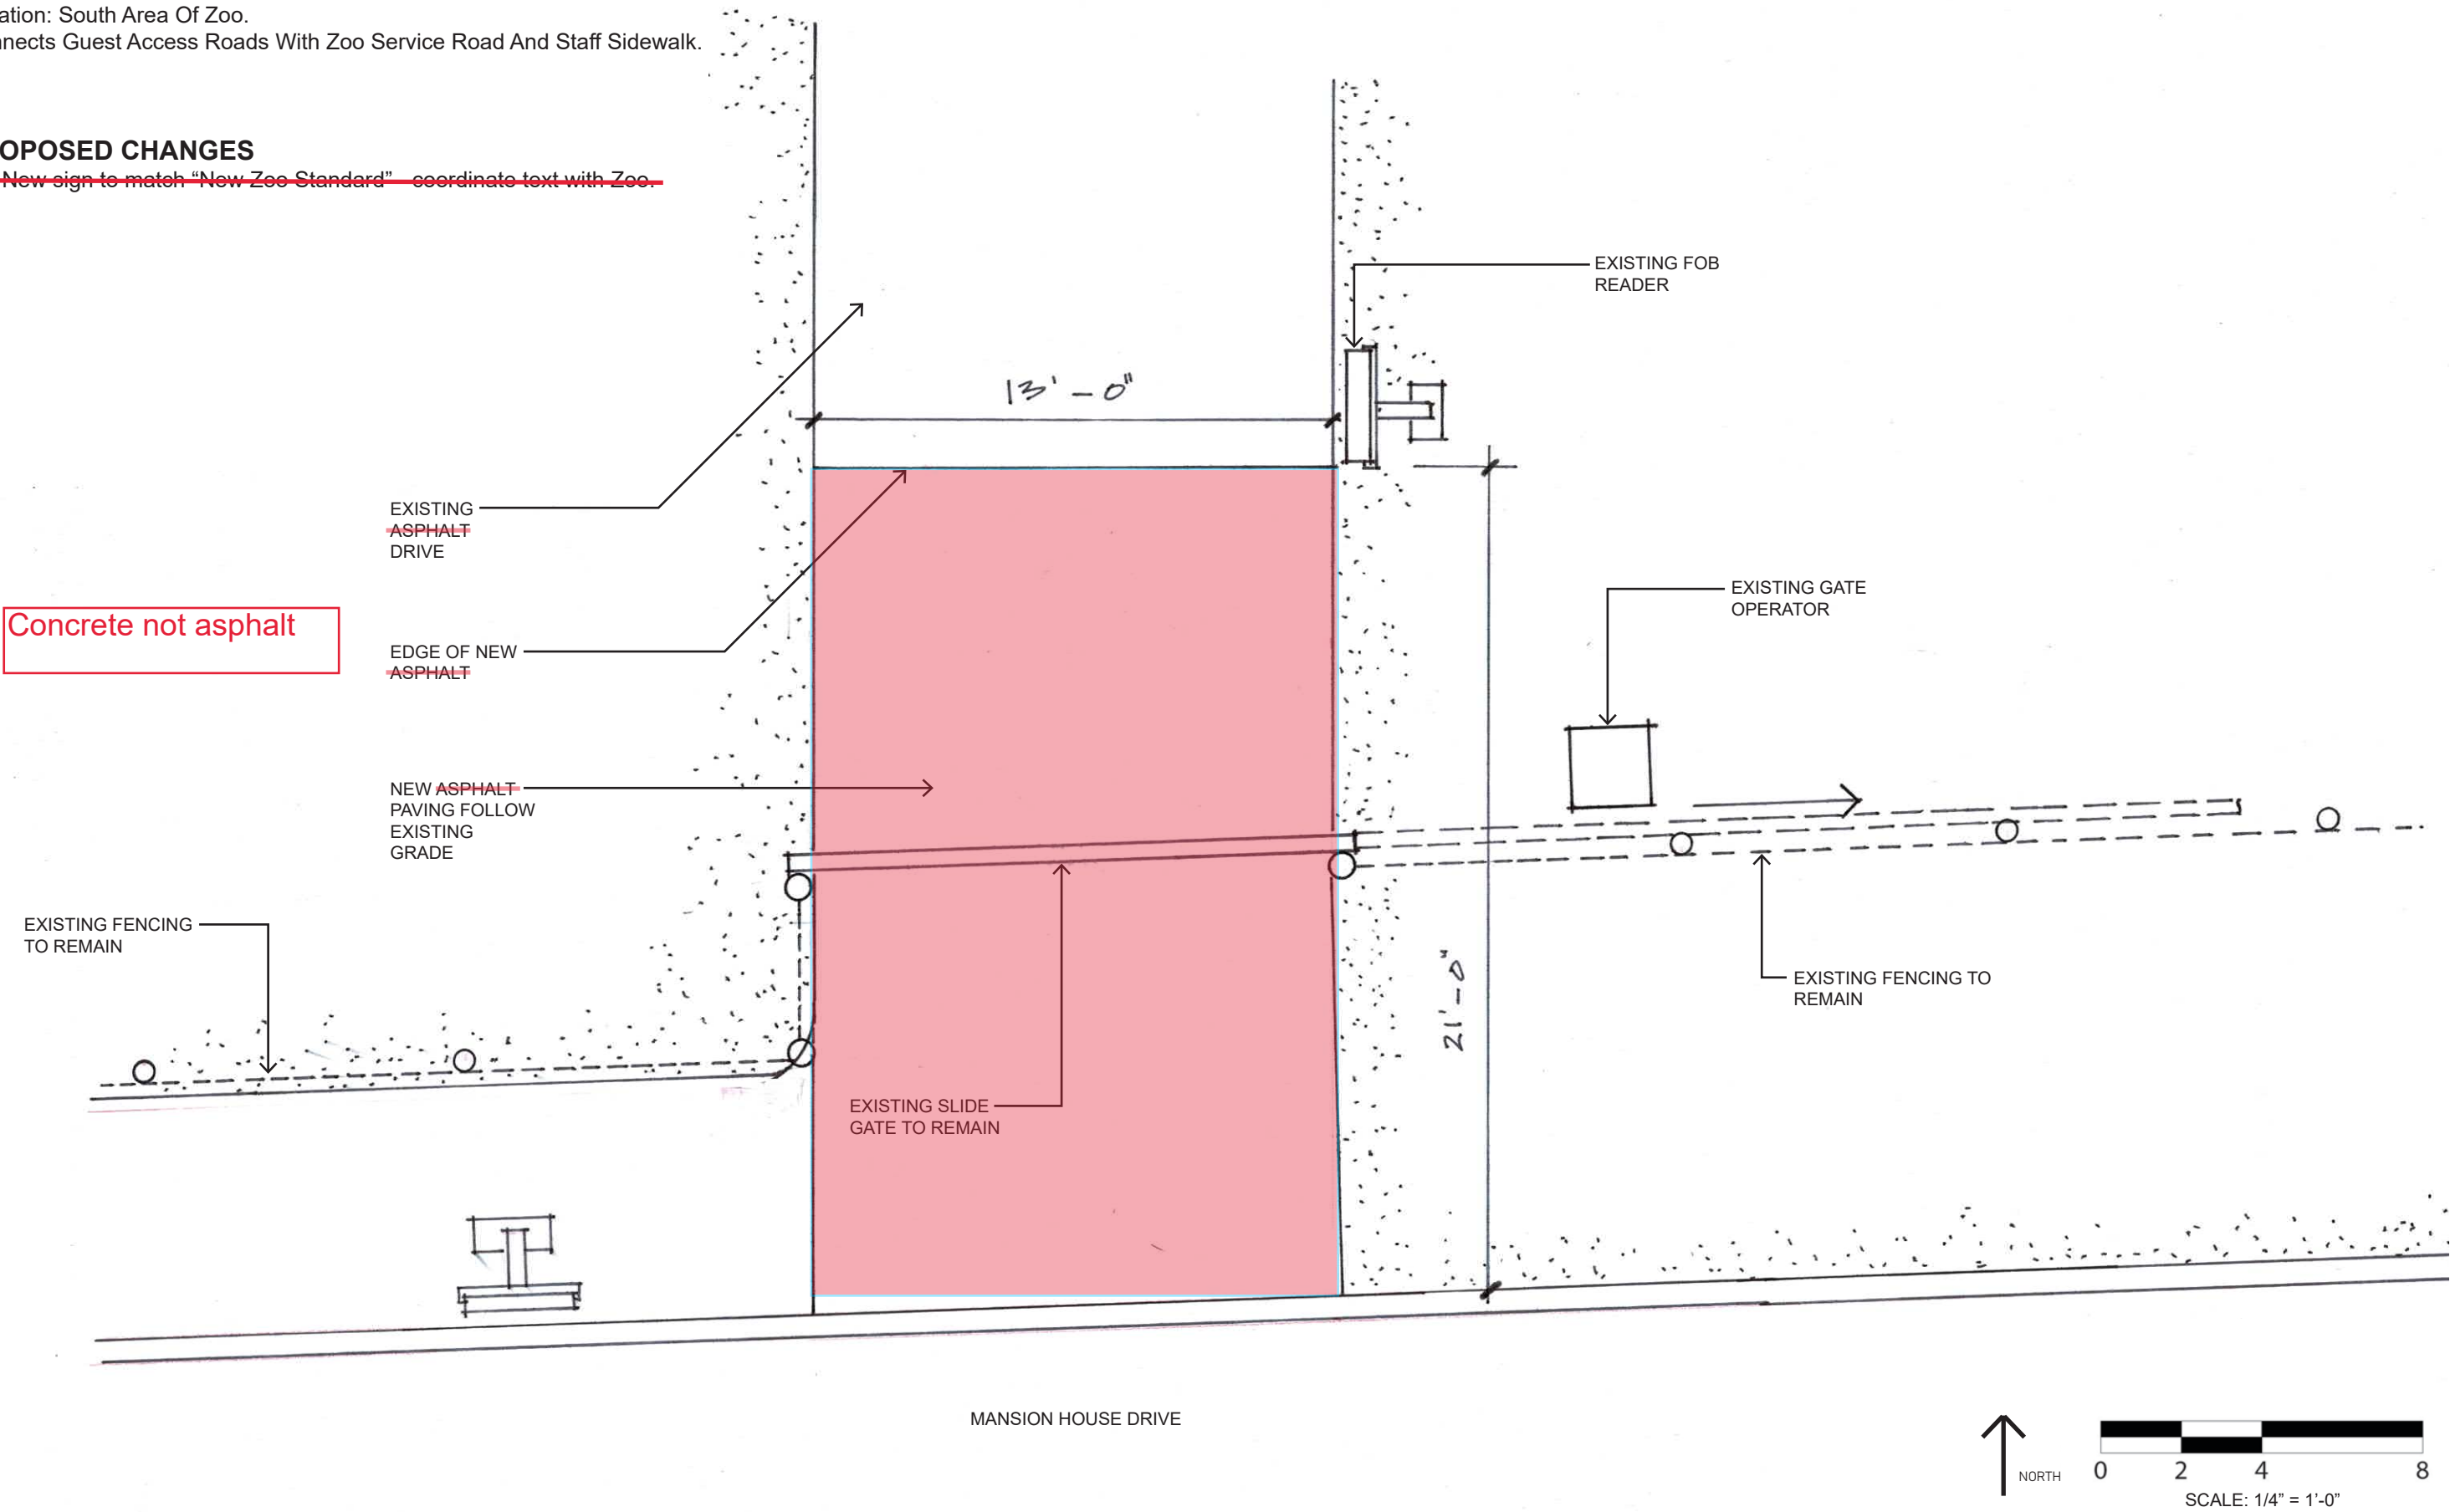 ation: South Area Of Zoo.
nnects Guest Access Roads With Zoo Service Road And Staff Sidewalk.
OPOSED CHANGES
New sign to match “New Zoo Standard” coordinate text with Zoo.
EXISTING FOB
READER
13'-0"
EXISTING
ASPHALT
DRIVE
EXISTING GATE
OPERATOR
Concrete not asphalt
EDGE OF NEW
ASPHALT
NEW ASPHALT
PAVING FOLLOW
EXISTING
GRADE
EXISTING FENCING
TO REMAIN
21'-0"
EXISTING FENCING TO
REMAIN
EXISTING SLIDE
GATE TO REMAIN
MANSION HOUSE DRIVE
NORTH
0 2 4 8
SCALE: 1/4” = 1’-0”